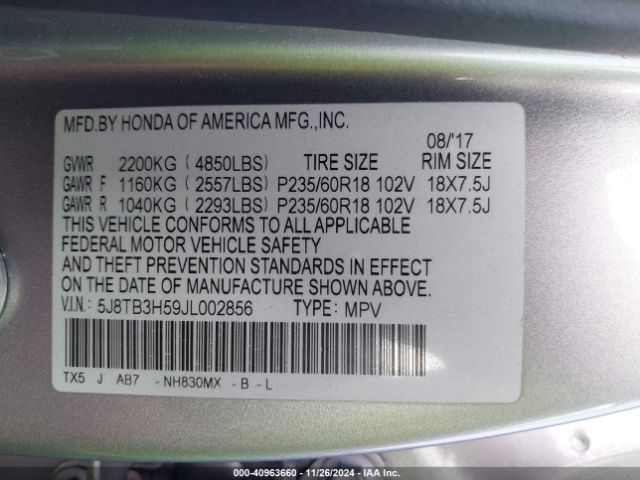 MFD.BY HONDA OF AMERICA MFG.,INC.
08/'17
GVWR 2200KG ( 4850LBS) TIRE SIZE RIM SIZE
GAWR F 1160KG ( 2557LBS) P235/60R18 102V 18X7.5J
GAWR R 1040KG ( 2293LBS) P235/60R18 102V 18X7.5J
THIS VEHICLE CONFORMS TO ALL APPLICABLE
FEDERAL MOTOR VEHICLE SAFETY
AND THEFT PREVENTION STANDARDS IN EFFECT
ON THE DATE OF MANUFACTURE SHOWN ABOVE.
V.I.N.: 5J8TB3H59JL002856 TYPE: MPV
TX5 J AB7 - NH830MX - B - L
000-40963660 - 11/26/2024 - IAA Inc.